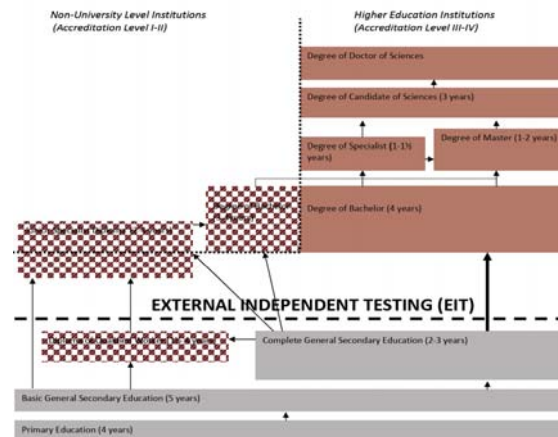 Non-University Level Institutions
(Accreditation Level I-II)
Higher Education Institutions
(Accreditation Level III-IV)
Degree of Doctor of Sciences
Degree of Candidate of Sciences (3 years)
Degree of Specialist (1-1½
years)
Degree of Master (1-2 years)
Degree of Bachelor (4 years)
EXTERNAL INDEPENDENT TESTING (EIT)
Complete General Secondary Education (2-3 years)
Basic General Secondary Education (5 years)
Primary Education (4 years)